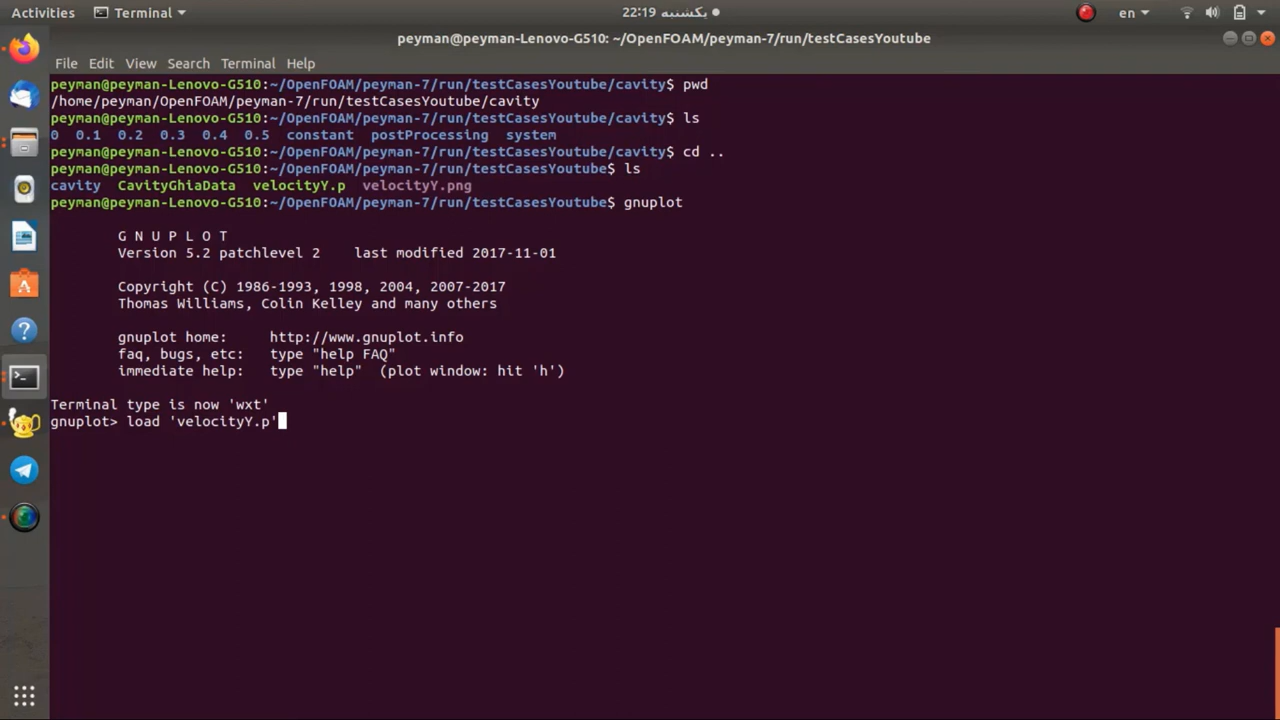 Activities Terminal 22:19 یکشنبه en
peyman@peyman-Lenovo-G510: ~/OpenFOAM/peyman-7/run/testCasesYoutube
File Edit View Search Terminal Help
peyman@peyman-Lenovo-G510:~/OpenFOAM/peyman-7/run/testCasesYoutube/cavity$ pwd
/home/peyman/OpenFOAM/peyman-7/run/testCasesYoutube/cavity
peyman@peyman-Lenovo-G510:~/OpenFOAM/peyman-7/run/testCasesYoutube/cavity$ ls
0 0.1 0.2 0.3 0.4 0.5 constant postProcessing system
peyman@peyman-Lenovo-G510:~/OpenFOAM/peyman-7/run/testCasesYoutube/cavity$ cd ..
peyman@peyman-Lenovo-G510:~/OpenFOAM/peyman-7/run/testCasesYoutube$ ls
cavity CavityGhiaData velocityY.p velocityY.png
peyman@peyman-Lenovo-G510:~/OpenFOAM/peyman-7/run/testCasesYoutube$ gnuplot
G N U P L O T
Version 5.2 patchlevel 2 last modified 2017-11-01
Copyright (C) 1986-1993, 1998, 2004, 2007-2017
Thomas Williams, Colin Kelley and many others
gnuplot home: http://www.gnuplot.info
faq, bugs, etc: type "help FAQ"
immediate help: type "help" (plot window: hit 'h')
Terminal type is now 'wxt'
gnuplot> load 'velocityY.p'